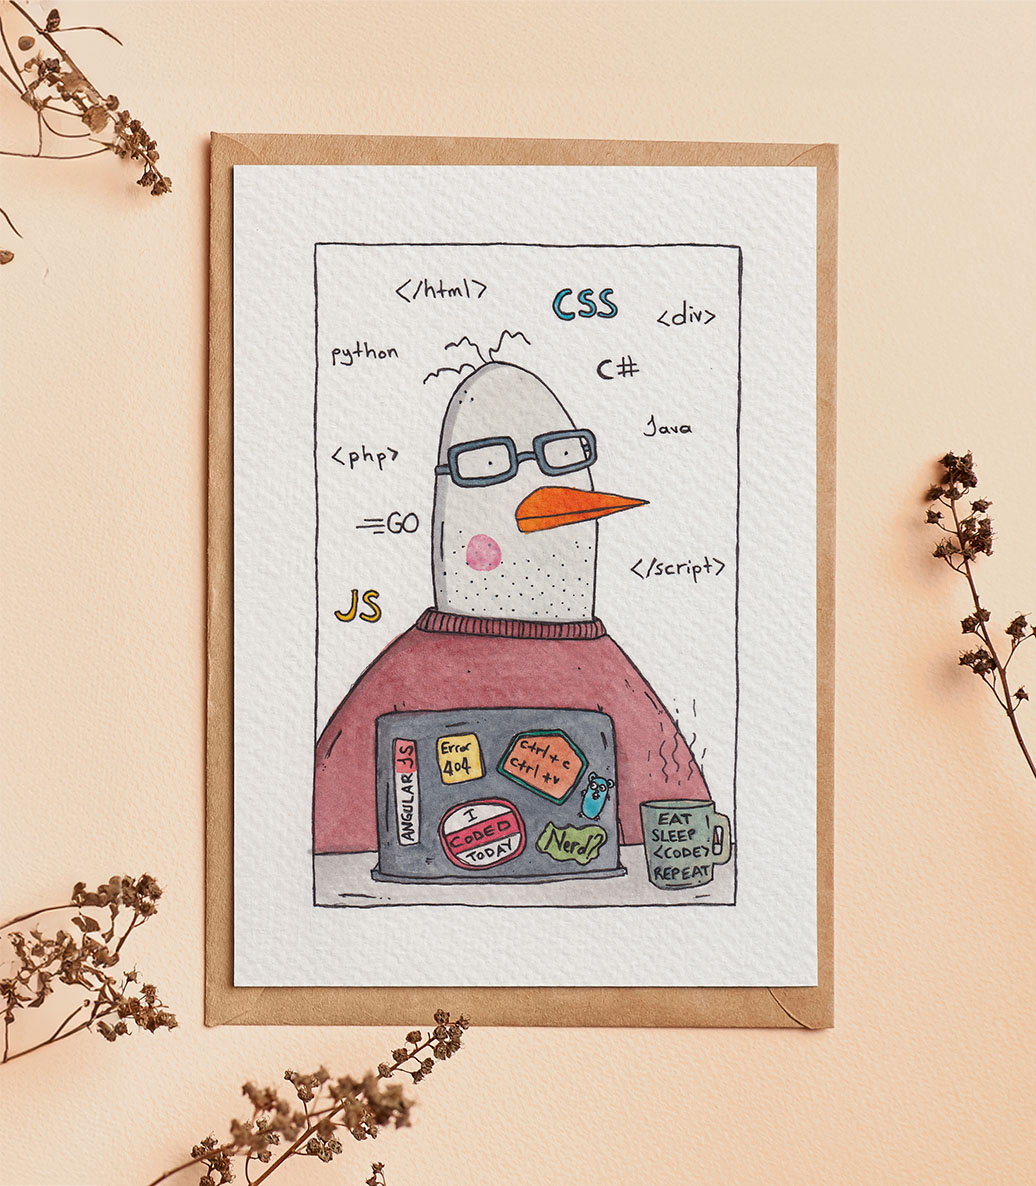 </html>
CSS
<div>
python
C#
Java
<php>
GO
</script>
JS
ANGULAR JS
Error
404
ctrl + c
ctrl + v
I
CODED
TODAY
Nerd?
EAT
SLEEP
<CODE>
REPEAT